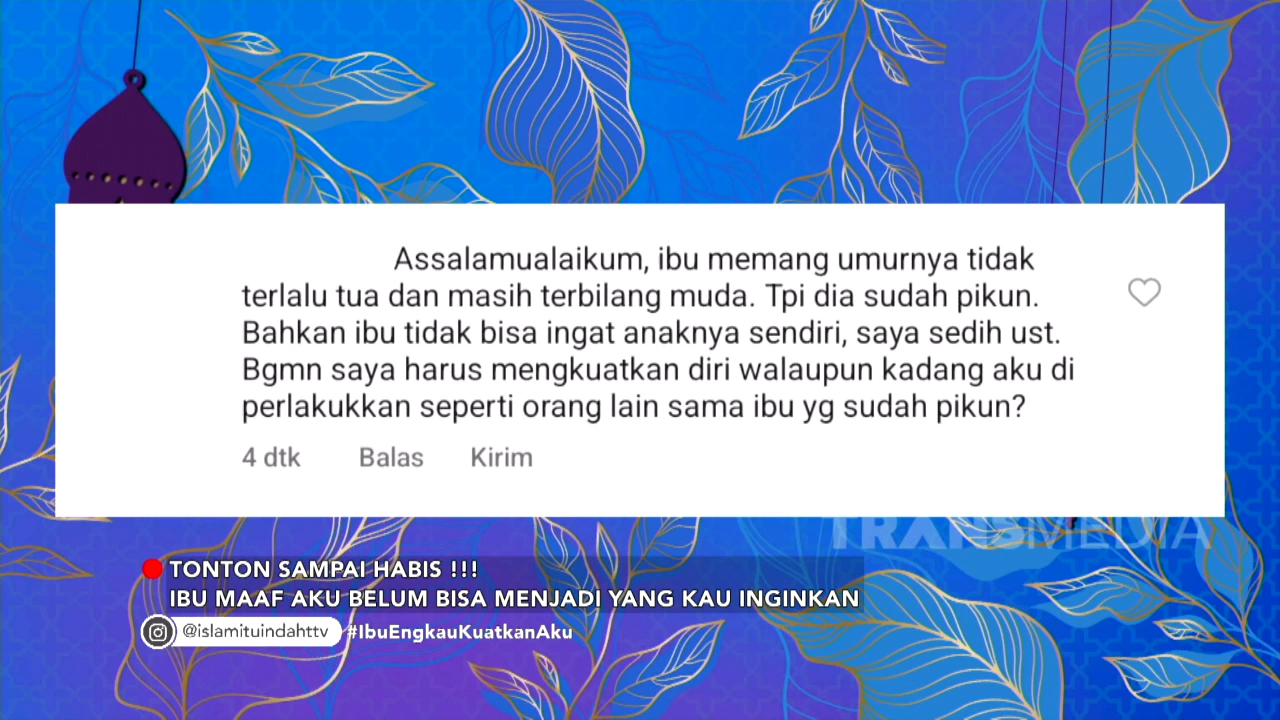 Assalamualaikum, ibu memang umurnya tidak
terlalu tua dan masih terbilang muda. Tpi dia sudah pikun.
Bahkan ibu tidak bisa ingat anaknya sendiri, saya sedih ust.
Bgmn saya harus mengkuatkan diri walaupun kadang aku di
perlakukkan seperti orang lain sama ibu yg sudah pikun?
4 dtk Balas Kirim
TRANSMEDIA
TONTON SAMPAI HABIS !!!
IBU MAAF AKU BELUM BISA MENJADI YANG KAU INGINKAN
@islamituindahttv #IbuEngkauKuatkanAku